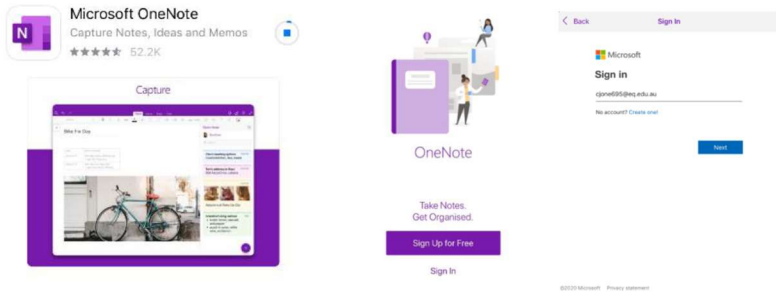 Microsoft OneNote
Capture Notes, Ideas and Memos
52.2K
Capture
Bike Fix Day
OneNote
Take Notes.
Get Organised.
Sign Up for Free
Sign In
Back
Sign In
Microsoft
Sign in
cjone695@eq.edu.au
No account? Create one!
Next
©2020 Microsoft Privacy statement